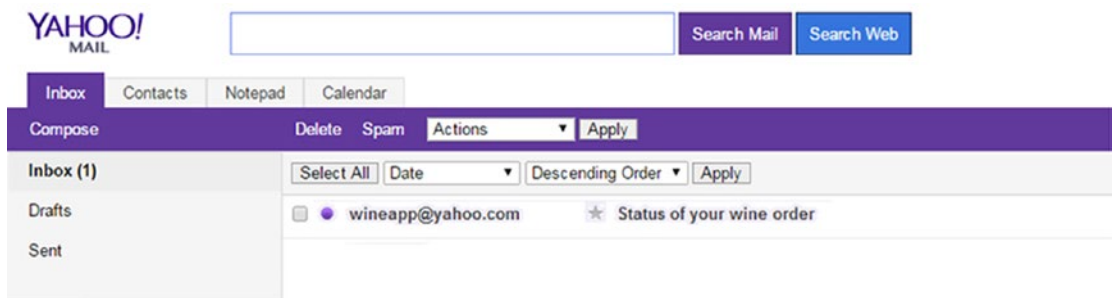 YAHOO!
MAIL
Search Mail Search Web
Inbox Contacts Notepad Calendar
Compose Delete Spam Actions Apply
Inbox (1) Select All Date Descending Order Apply
Drafts wineapp@yahoo.com Status of your wine order
Sent